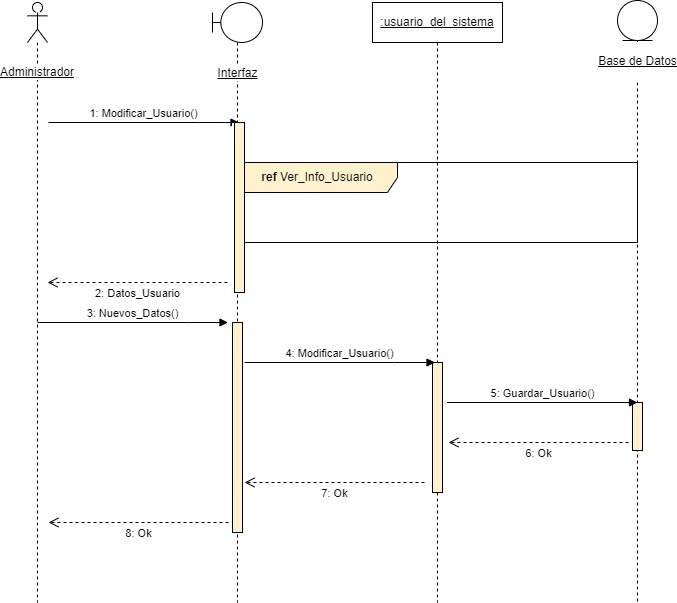 :usuario_del_sistema
Administrador
Interfaz
Base de Datos
1: Modificar_Usuario()
ref Ver_Info_Usuario
2: Datos_Usuario
3: Nuevos_Datos()
4: Modificar_Usuario()
5: Guardar_Usuario()
6: Ok
7: Ok
8: Ok